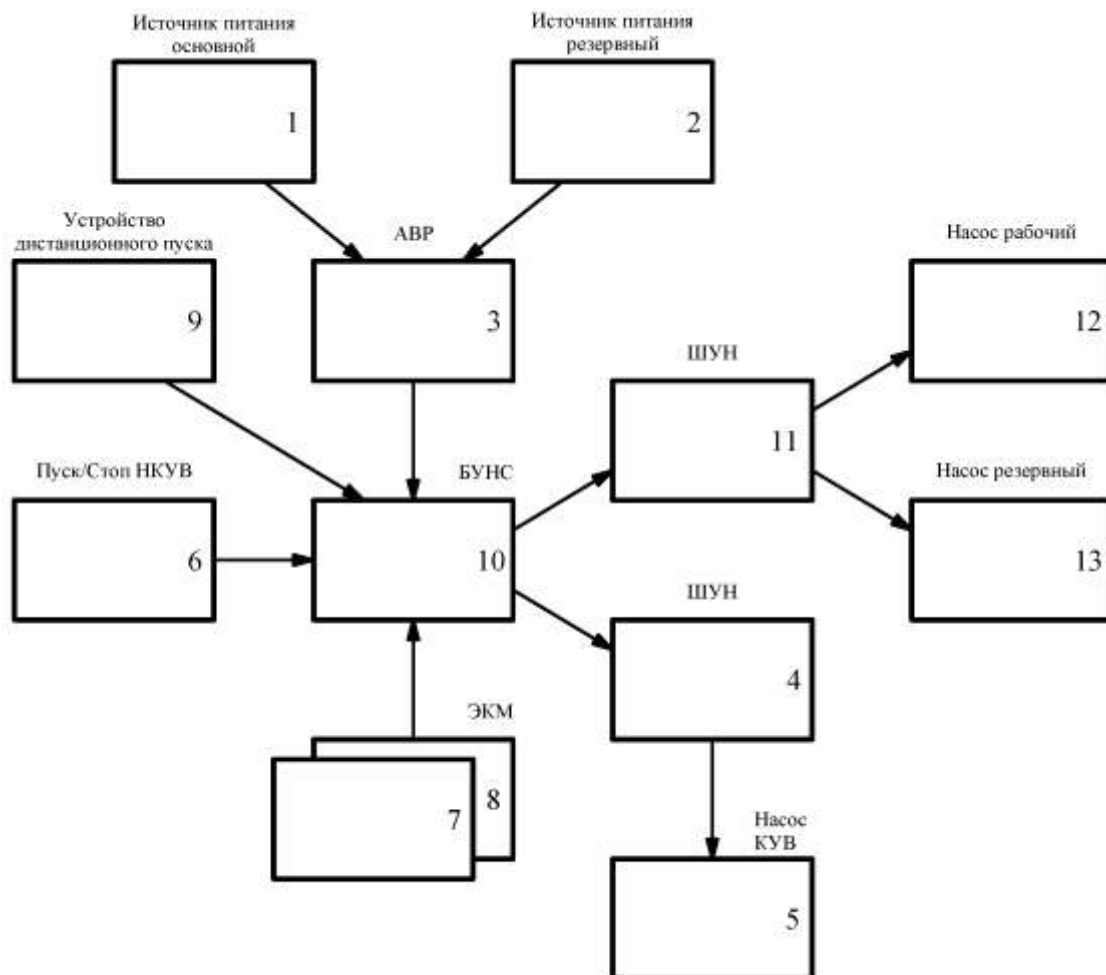 Источник питания
основной
Источник питания
резервный
1
2
Устройство
дистанционного пуска
АВР
Насос рабочий
9
3
12
ШУН
11
Пуск/Стоп НКУВ
БУНС
Насос резервный
6
10
13
ШУН
4
ЭКМ
8
7
Насос
КУВ
5